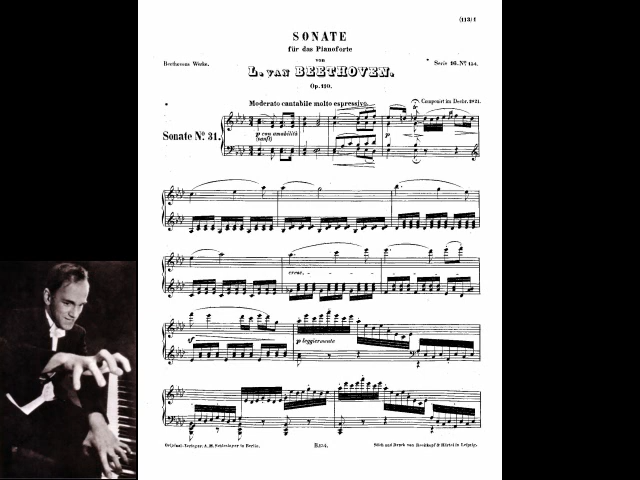 (113) 1
SONATE
für das Pianoforte
von
Beethovens Werke.
Serie 16. Nº 154.
L. VAN BEETHOVEN.
Op. 110.
Moderato cantabile molto espressivo.
Componirt im Decbr. 1821.
Sonate Nº 31.
p con amabilità
(sanft)
p
cresc.
sf
p leggiermente
Original-Verleger: A. M. Schlesinger in Berlin.
Stich und Druck von Breitkopf & Härtel in Leipzig.